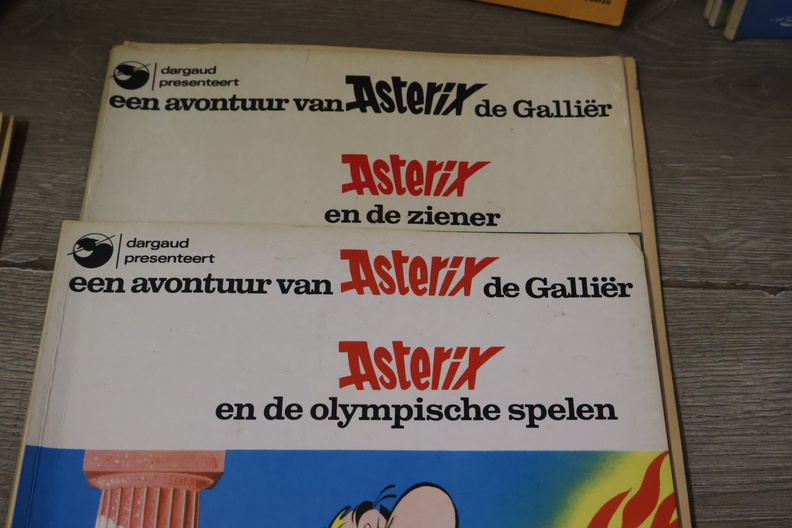 dargaud
presenteert
een avontuur van Asterix de Galliër
Asterix
en de ziener
dargaud
presenteert
een avontuur van Asterix de Galliër
Asterix
en de olympische spelen